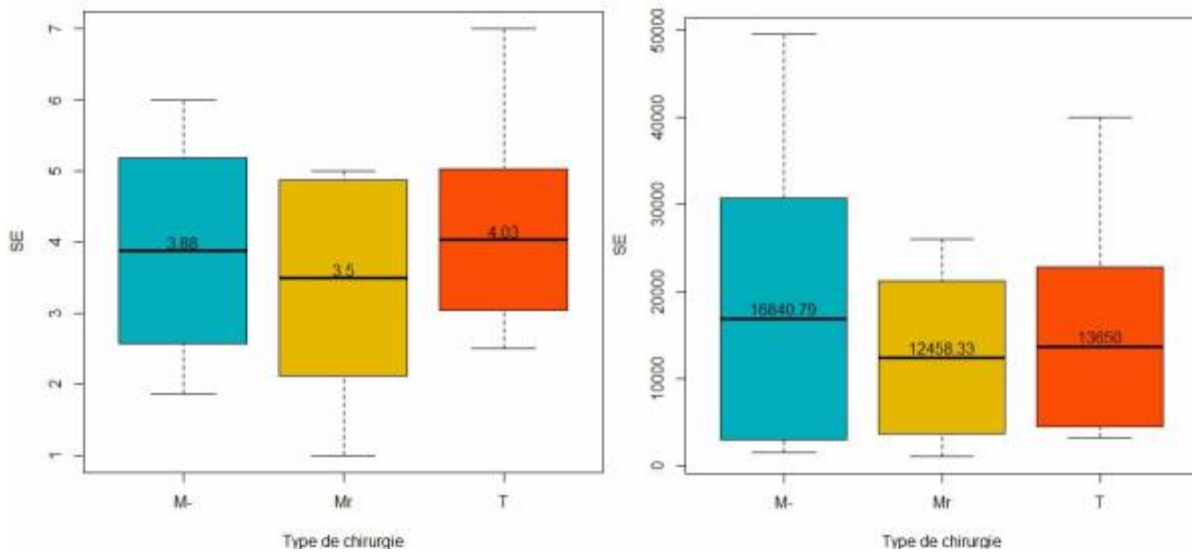 7
6
5
4
3
2
1
SE
3.88
3.5
4.03
M-
Mr
T
Type de chirurgie
50000
40000
30000
20000
10000
0
SE
16840.79
12458.33
13650
M-
Mr
T
Type de chirurgie